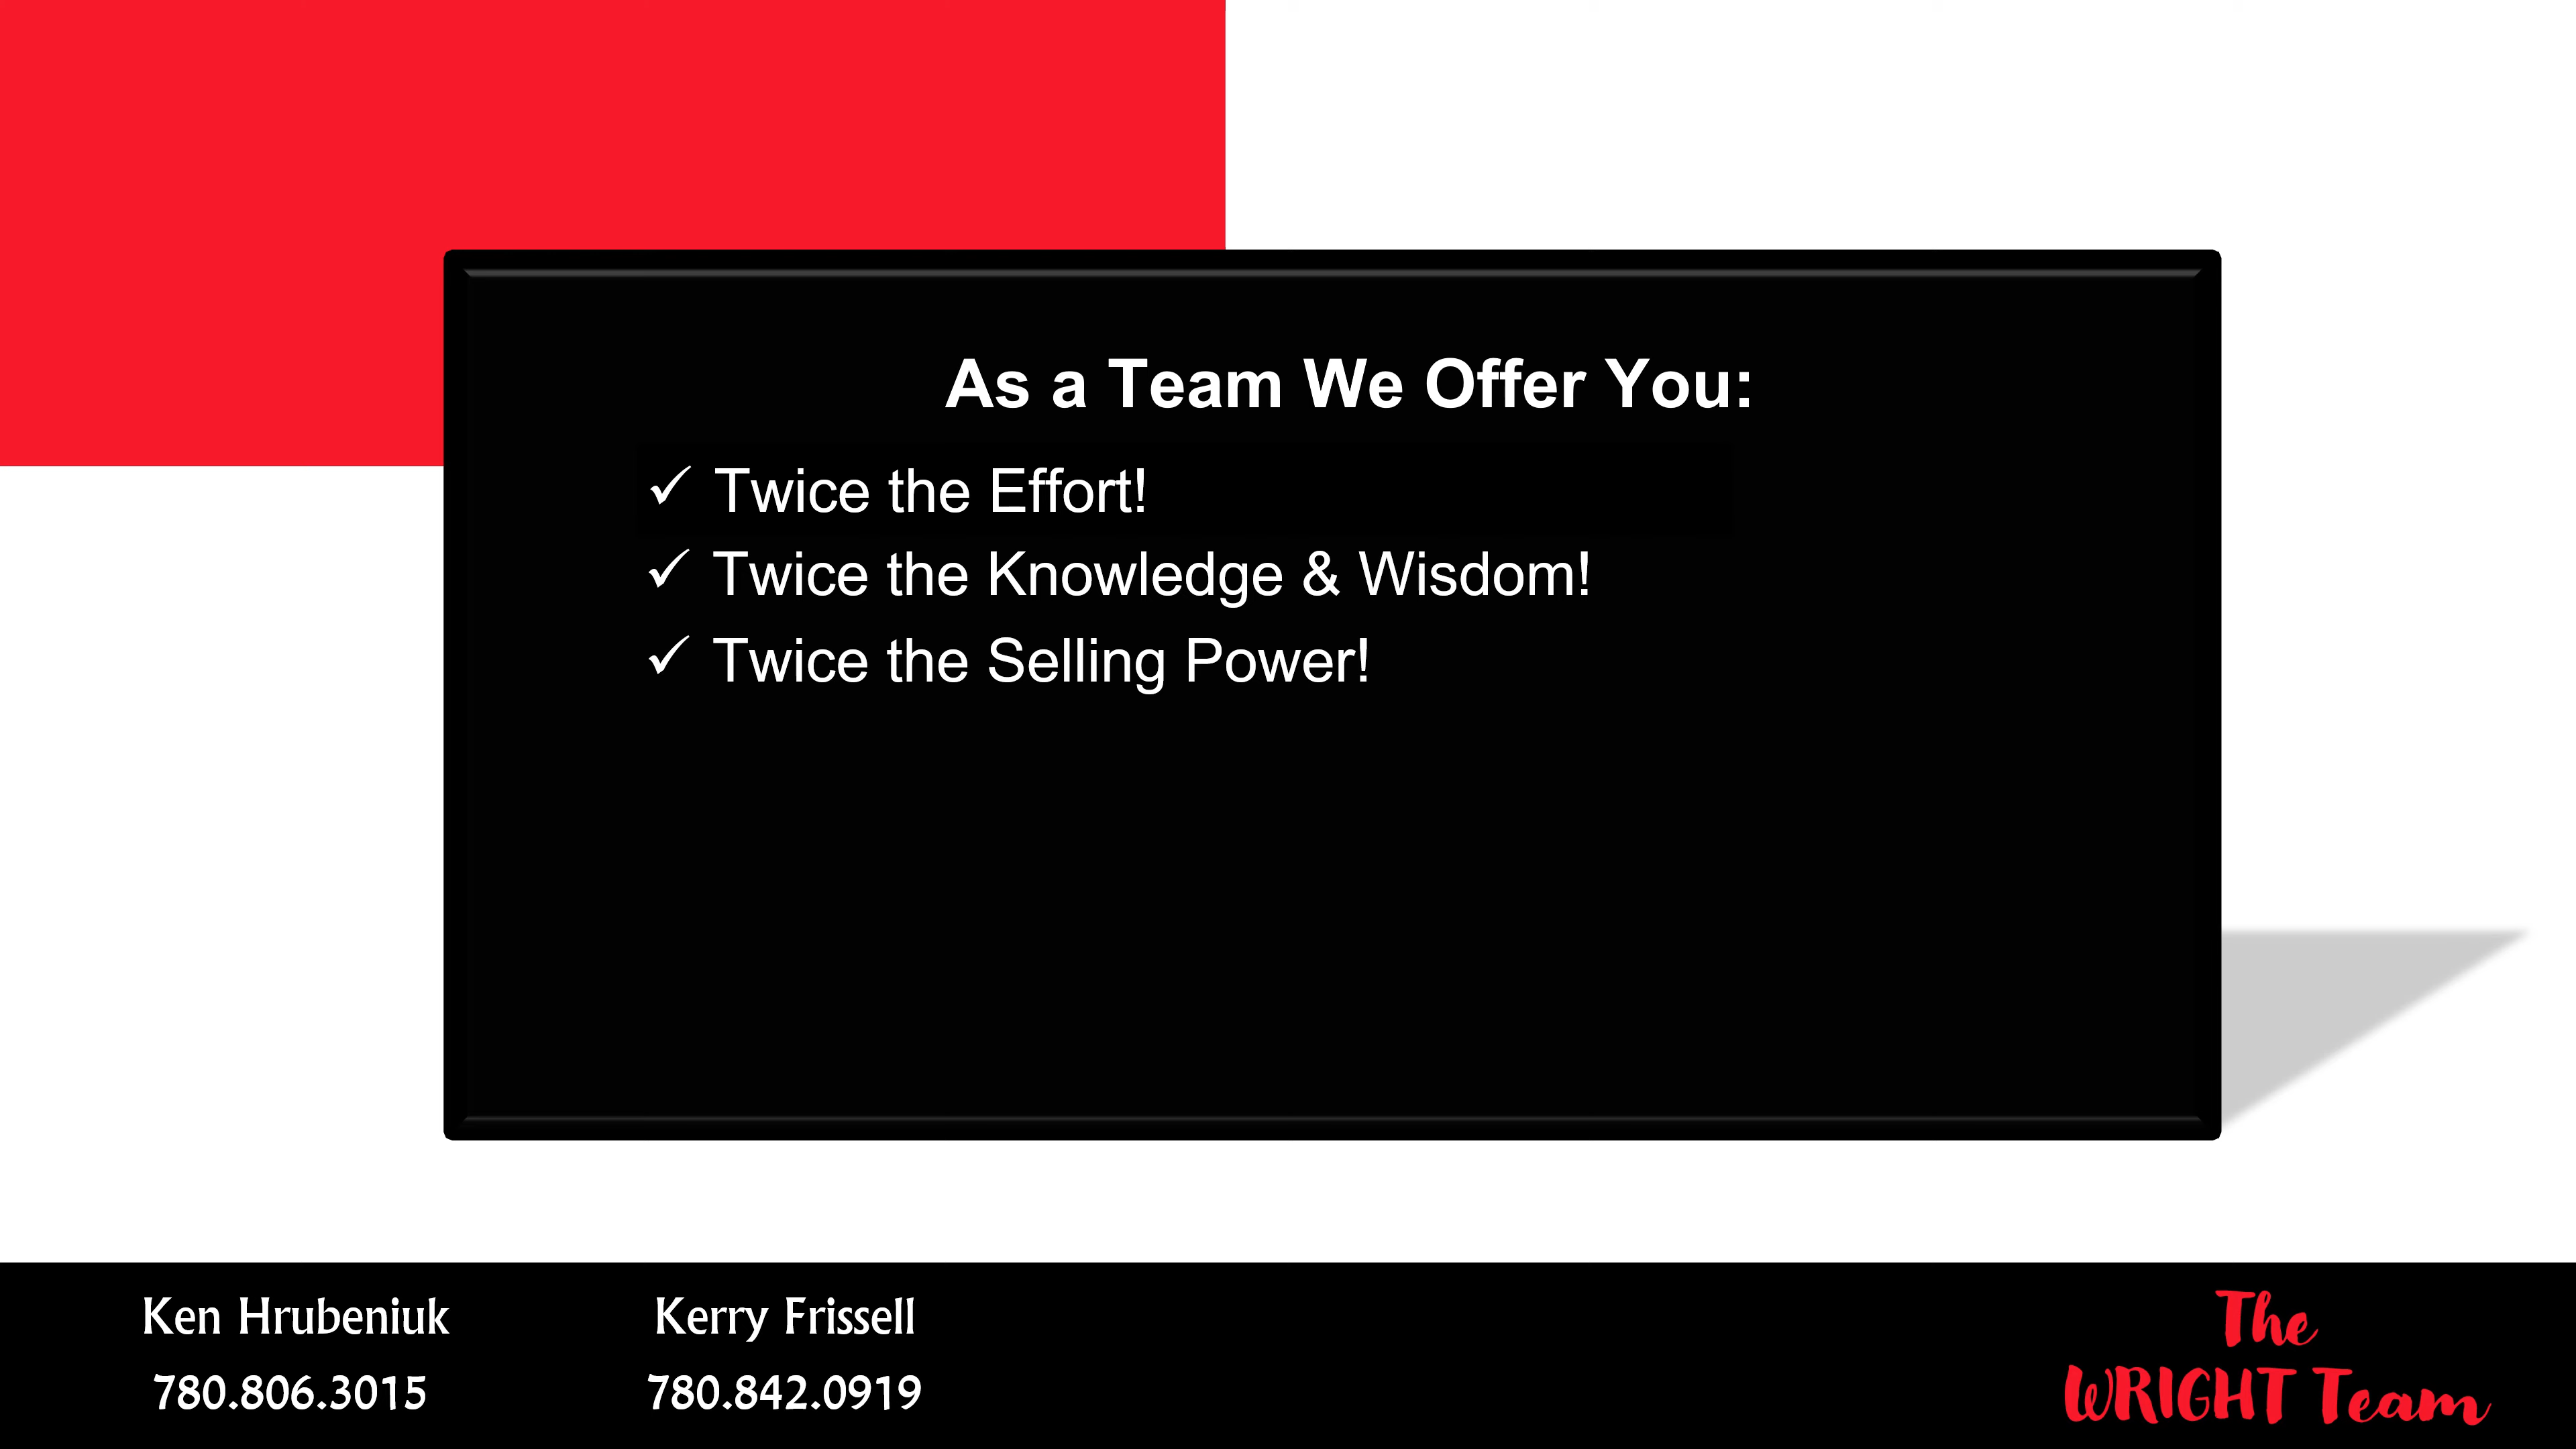 As a Team We Offer You:
✓ Twice the Effort!
✓ Twice the Knowledge & Wisdom!
✓ Twice the Selling Power!
Ken Hrubeniuk
780.806.3015
Kerry Frissell
780.842.0919
The
WRIGHT Team